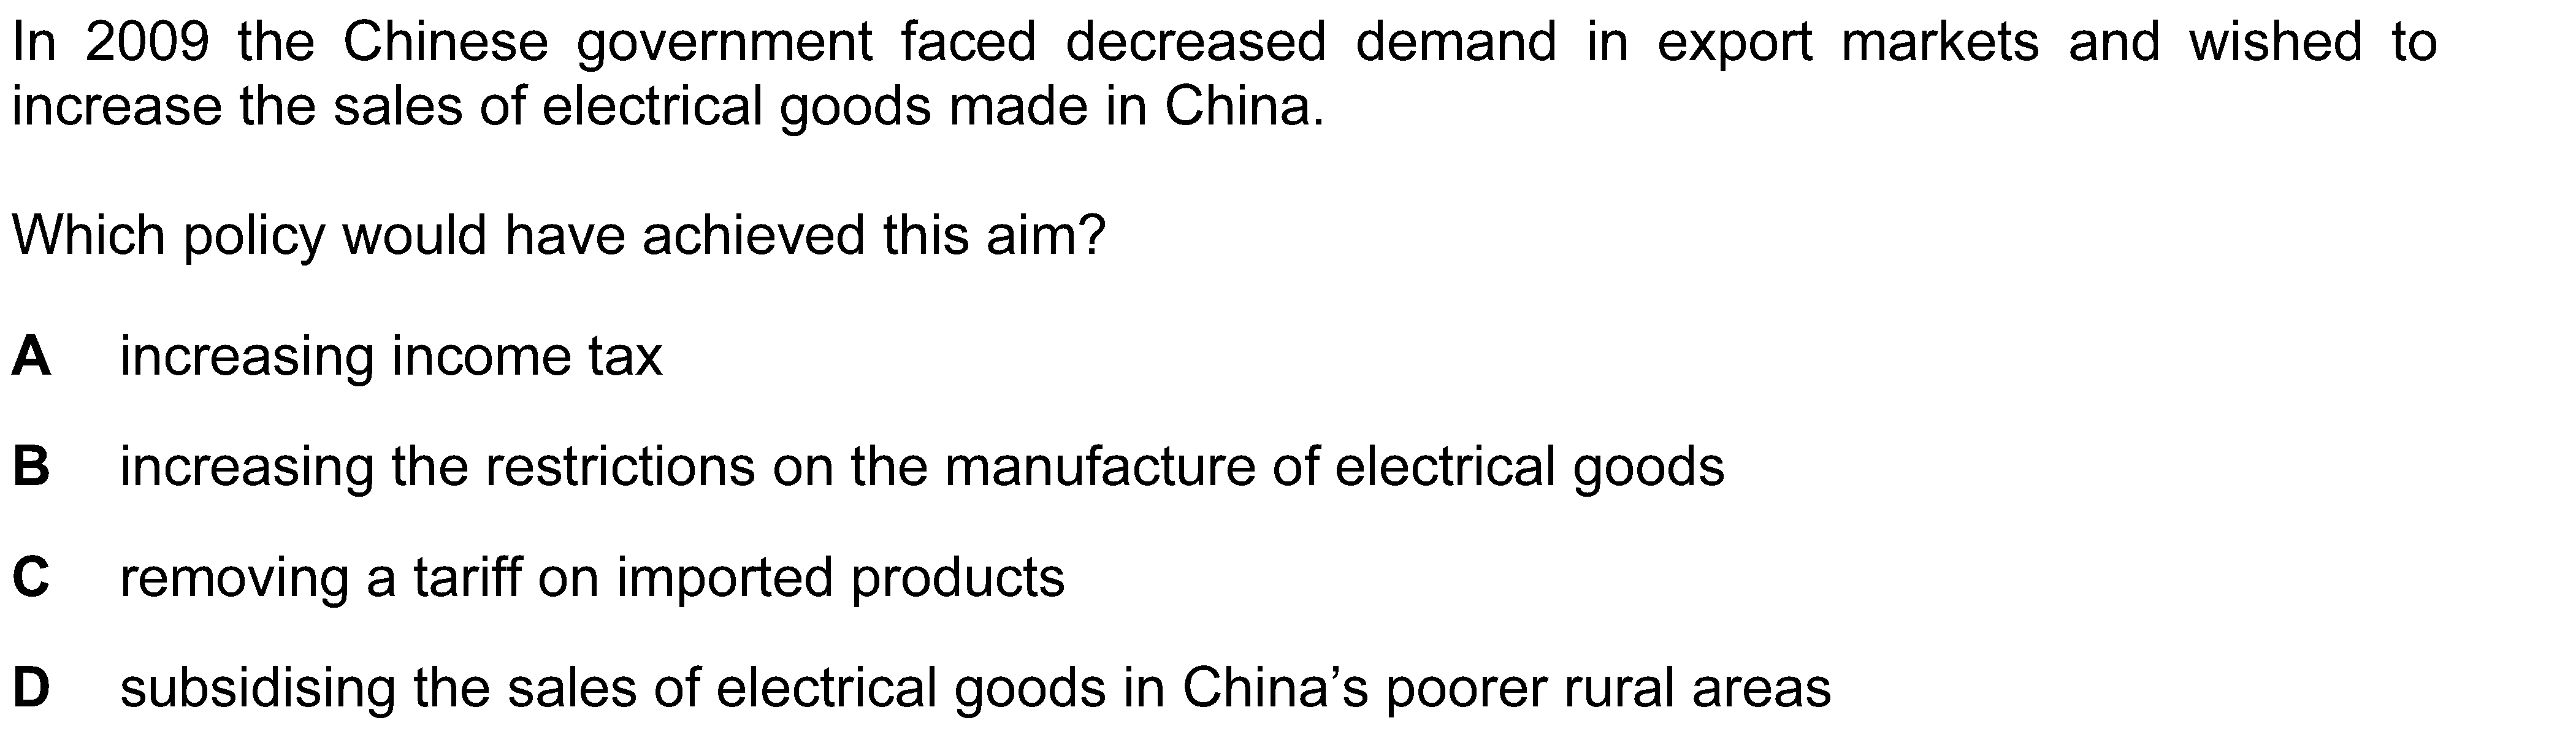 In 2009 the Chinese government faced decreased demand in export markets and wished to
increase the sales of electrical goods made in China.
Which policy would have achieved this aim?
A increasing income tax
B increasing the restrictions on the manufacture of electrical goods
C removing a tariff on imported products
D subsidising the sales of electrical goods in China’s poorer rural areas